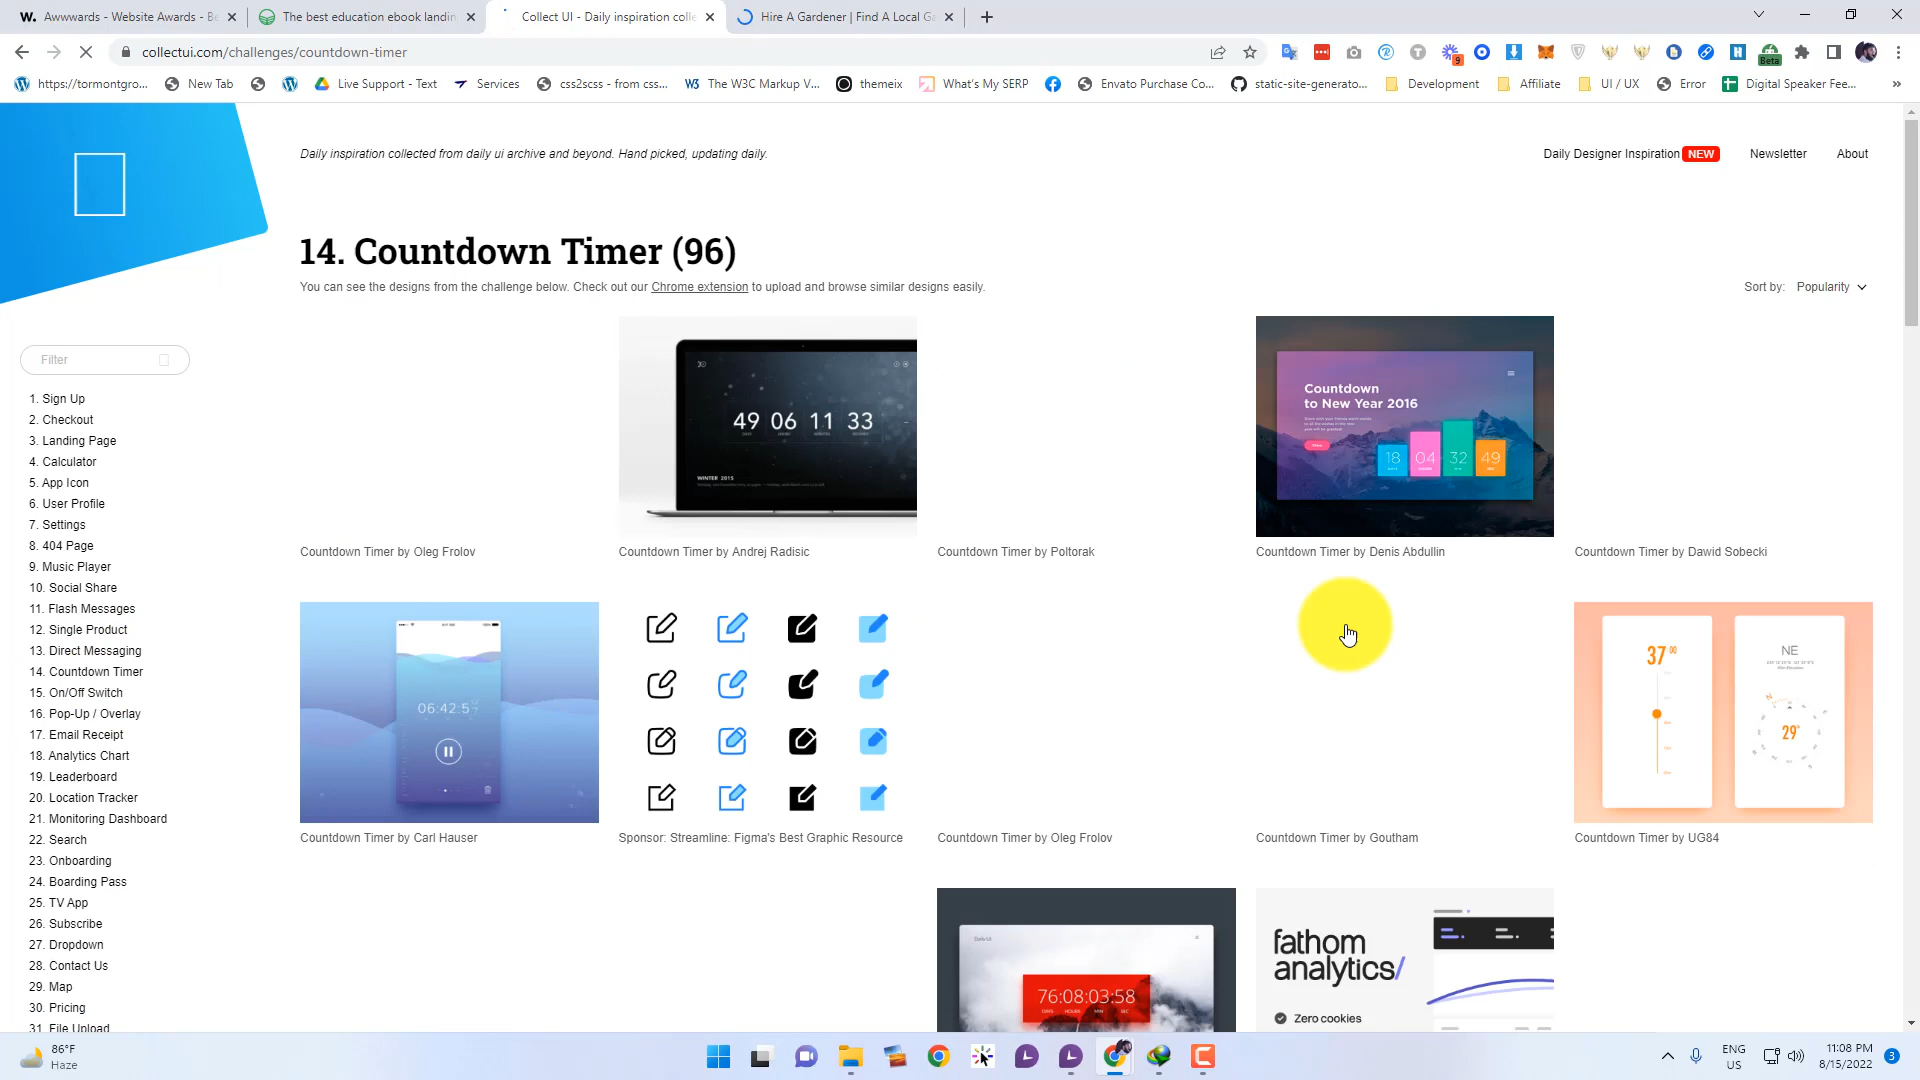 Awwwards - Website Awards - Be
The best education ebook landin
Collect UI - Daily inspiration colle
Hire A Gardener | Find A Local Ga
collectui.com/challenges/countdown-timer
9
Beta
https://tormontgro...
New Tab
Live Support - Text
Services
css2scss - from css...
The W3C Markup V...
themeix
What's My SERP
Envato Purchase Co...
static-site-generato...
Development
Affiliate
UI / UX
Error
Digital Speaker Fee...
Daily inspiration collected from daily ui archive and beyond. Hand picked, updating daily.
Daily Designer Inspiration NEW
Newsletter
About
14. Countdown Timer (96)
You can see the designs from the challenge below. Check out our Chrome extension to upload and browse similar designs easily.
Sort by: Popularity
Filter
1. Sign Up
2. Checkout
3. Landing Page
4. Calculator
5. App Icon
6. User Profile
7. Settings
8. 404 Page
9. Music Player
10. Social Share
11. Flash Messages
12. Single Product
13. Direct Messaging
14. Countdown Timer
15. On/Off Switch
16. Pop-Up / Overlay
17. Email Receipt
18. Analytics Chart
19. Leaderboard
20. Location Tracker
21. Monitoring Dashboard
22. Search
23. Onboarding
24. Boarding Pass
25. TV App
26. Subscribe
27. Dropdown
28. Contact Us
29. Map
30. Pricing
31. File Upload
49 06 11 33
WINTER 2015
Countdown
to New Year 2016
18 04 32 49
Countdown Timer by Oleg Frolov
Countdown Timer by Andrej Radisic
Countdown Timer by Poltorak
Countdown Timer by Denis Abdullin
Countdown Timer by Dawid Sobecki
06:42:57
37 00
NE
29°
Countdown Timer by Carl Hauser
Sponsor: Streamline: Figma's Best Graphic Resource
Countdown Timer by Oleg Frolov
Countdown Timer by Goutham
Countdown Timer by UG84
Daily UI
76:08:03:58
DAYS HOURS MIN SEC
fathom
analytics/
Zero cookies
86°F
Haze
ENG
US
11:08 PM
8/15/2022
3